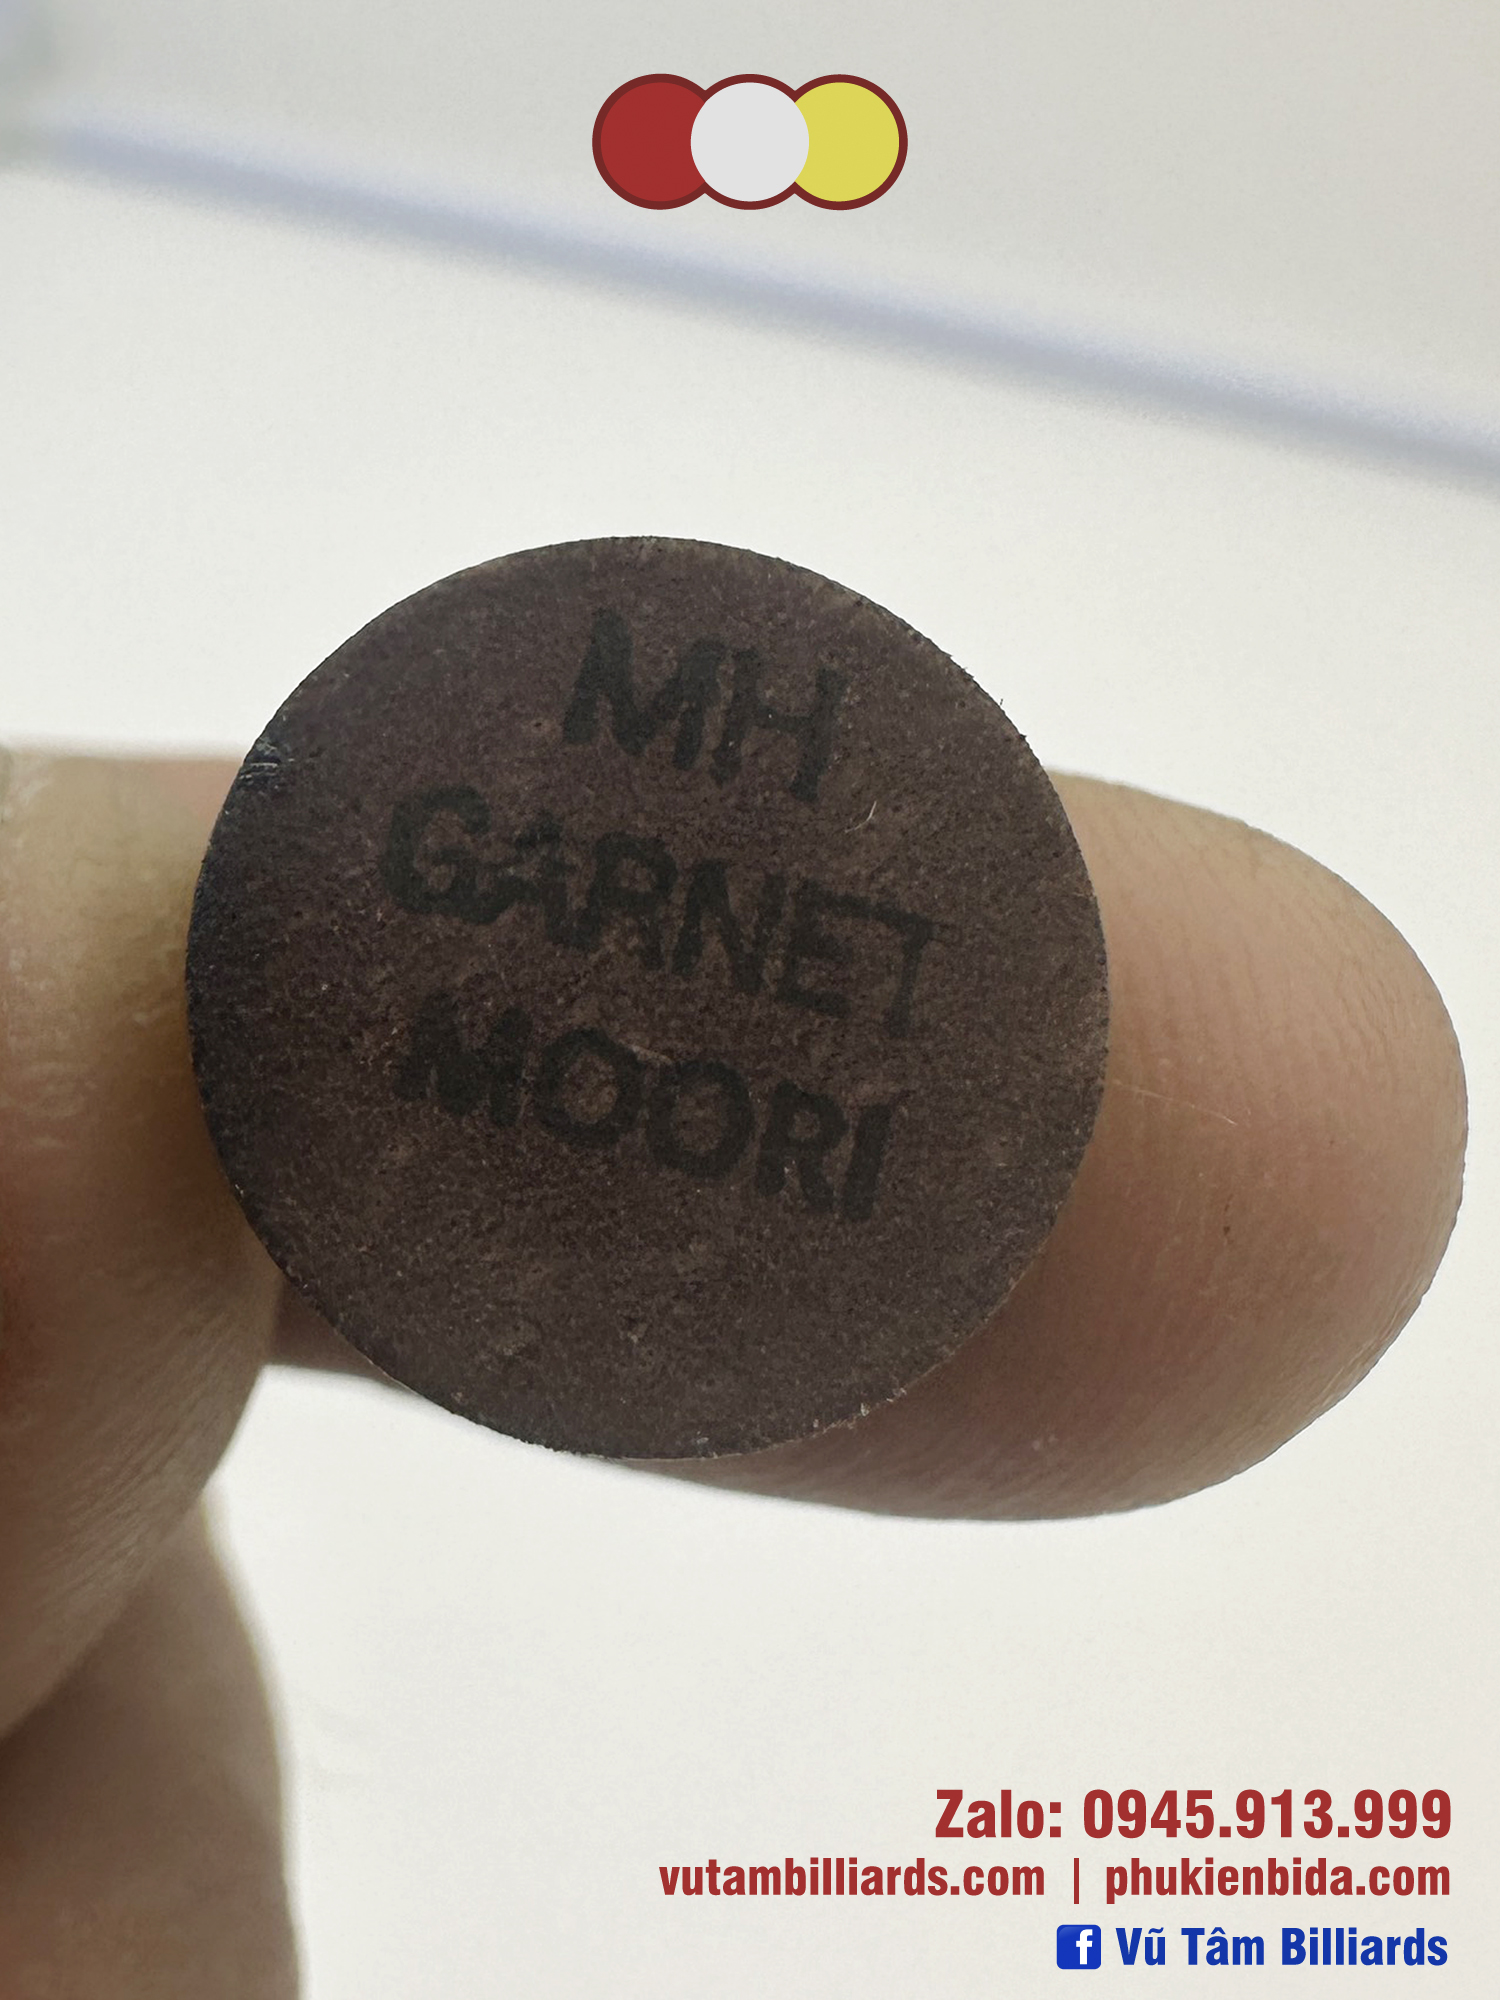 MH
GARNET
MOORI
Zalo: 0945.913.999
vutambilliards.com | phukienbida.com
f Vũ Tâm Billiards